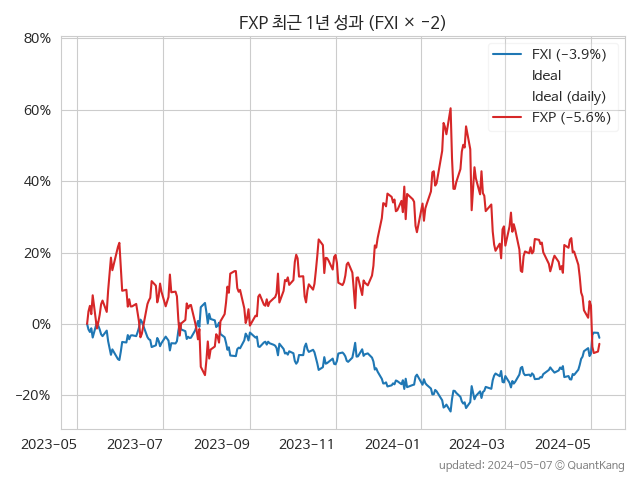 FXP 최근 1년 성과 (FXI × −2)
80%
60%
40%
20%
0%
−20%
FXI (−3.9%)
Ideal
Ideal (daily)
FXP (−5.6%)
2023−05
2023−07
2023−09
2023−11
2024−01
2024−03
2024−05
updated: 2024−05−07 © QuantKang